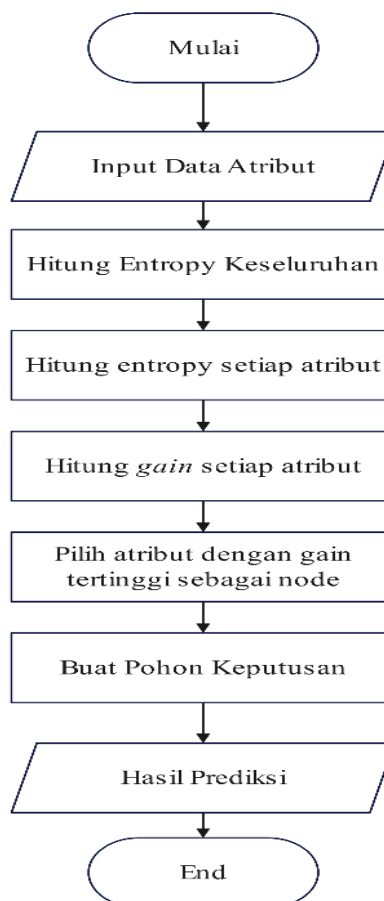 Mulai
Input Data Atribut
Hitung Entropy Keseluruhan
Hitung entropy setiap atribut
Hitung gain setiap atribut
Pilih atribut dengan gain
tertinggi sebagai node
Buat Pohon Keputusan
Hasil Prediksi
End